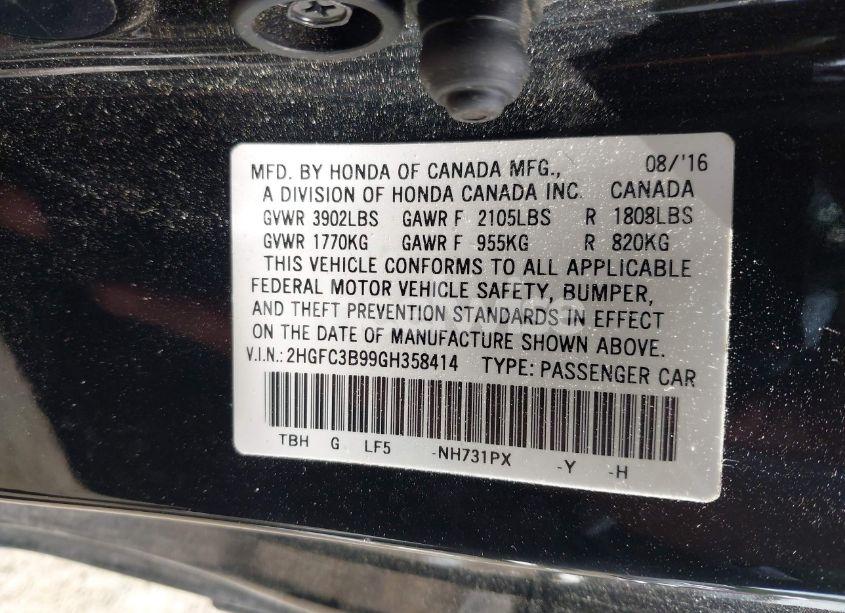 MFD. BY HONDA OF CANADA MFG., 08/'16
A DIVISION OF HONDA CANADA INC. CANADA
GVWR 3902LBS GAWR F 2105LBS R 1808LBS
GVWR 1770KG GAWR F 955KG R 820KG
THIS VEHICLE CONFORMS TO ALL APPLICABLE
FEDERAL MOTOR VEHICLE SAFETY, BUMPER,
AND THEFT PREVENTION STANDARDS IN EFFECT
ON THE DATE OF MANUFACTURE SHOWN ABOVE.
V.I.N.: 2HGFC3B99GH358414 TYPE: PASSENGER CAR
TBH G LF5 -NH731PX -Y -H